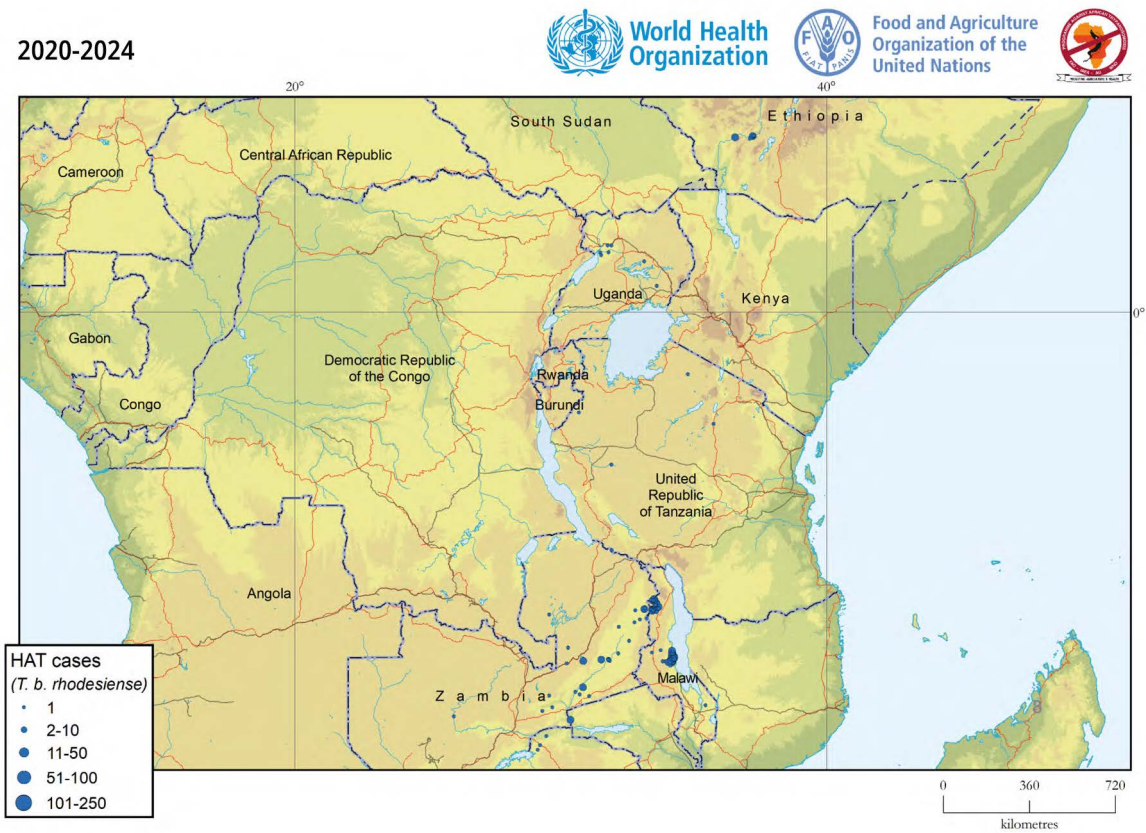 2020-2024
World Health
Organization
F A O
FIAT PANIS
Food and Agriculture
Organization of the
United Nations
20°
40°
South Sudan
Ethiopia
Central African Republic
Cameroon
Uganda
Kenya
0°
Gabon
Democratic Republic
of the Congo
Rwanda
Congo
Burundi
United
Republic
of Tanzania
Angola
HAT cases
(T. b. rhodesiense)
1
2-10
11-50
51-100
101-250
Malawi
Zambia
0 360 720
kilometres